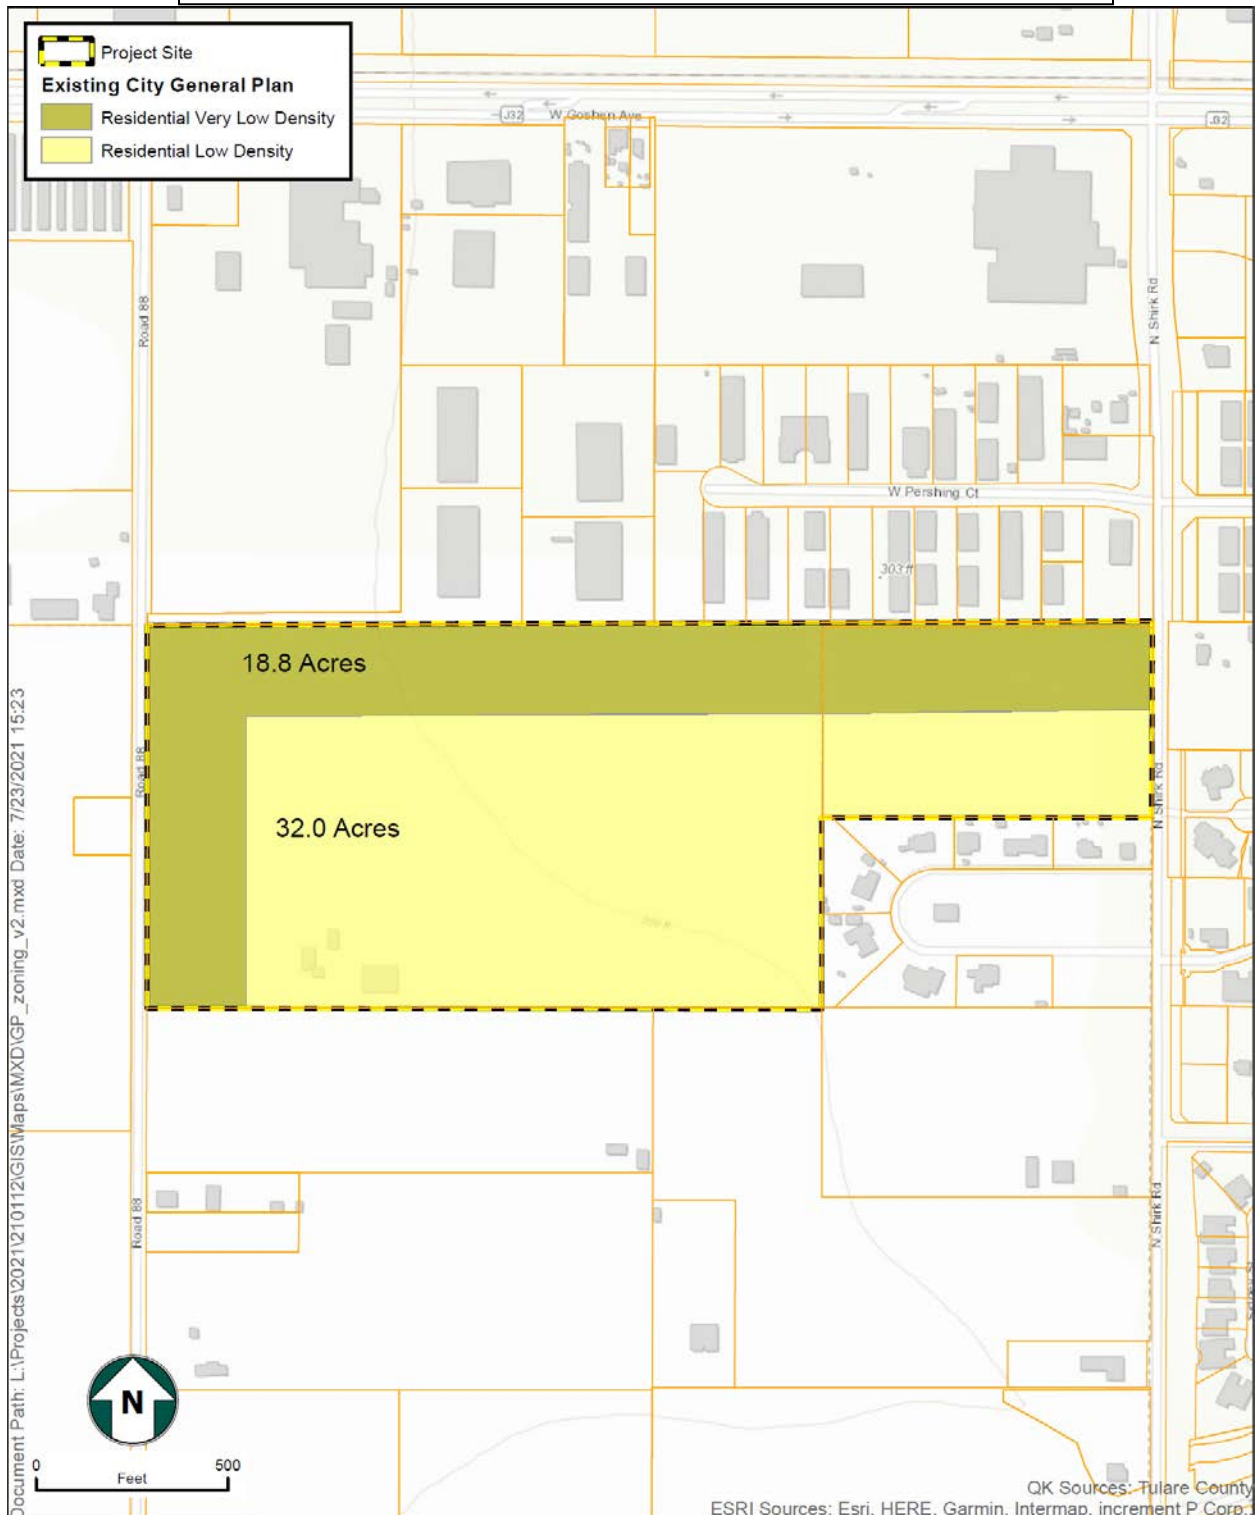 Project Site
Existing City General Plan
Residential Very Low Density
Residential Low Density
J32
W Goshen Ave
J32
Road 88
N Shirk Rd
W Pershing Ct
303 ft
18.8 Acres
Road 88
N Shirk Rd
32.0 Acres
Road 88
N Shirk Rd
Document Path: L:\Projects\2021\210112\GIS\Maps\MXD\GP_zoning_v2.mxd Date: 7/23/2021 15:23
N
0 500
Feet
QK Sources: Tulare County
ESRI Sources: Esri, HERE, Garmin, Intermap, increment P Corp.,